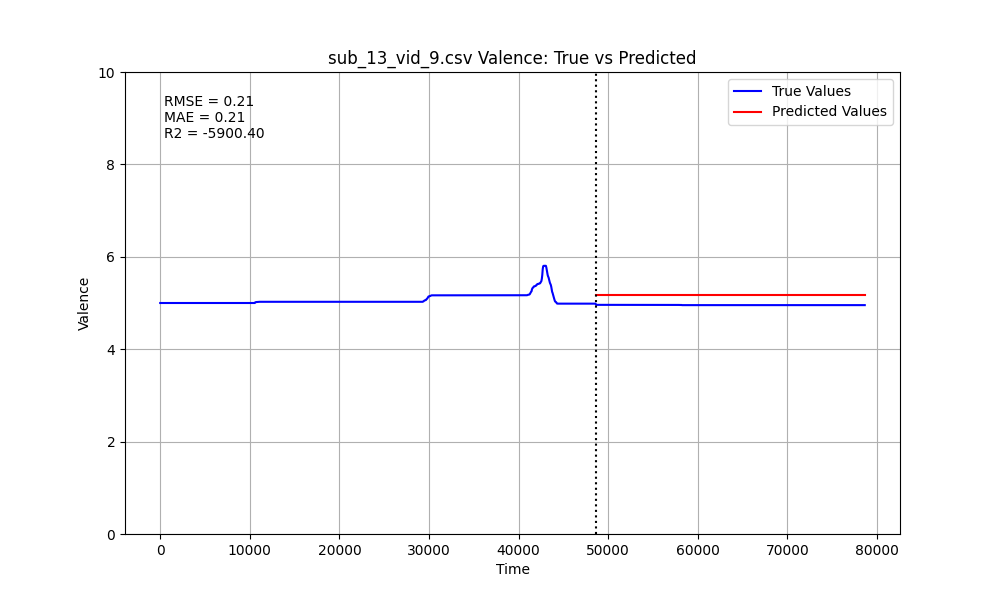 sub_13_vid_9.csv Valence: True vs Predicted
10
8
6
4
2
0
Valence
RMSE = 0.21
MAE = 0.21
R2 = -5900.40
True Values
Predicted Values
0 10000 20000 30000 40000 50000 60000 70000 80000
Time